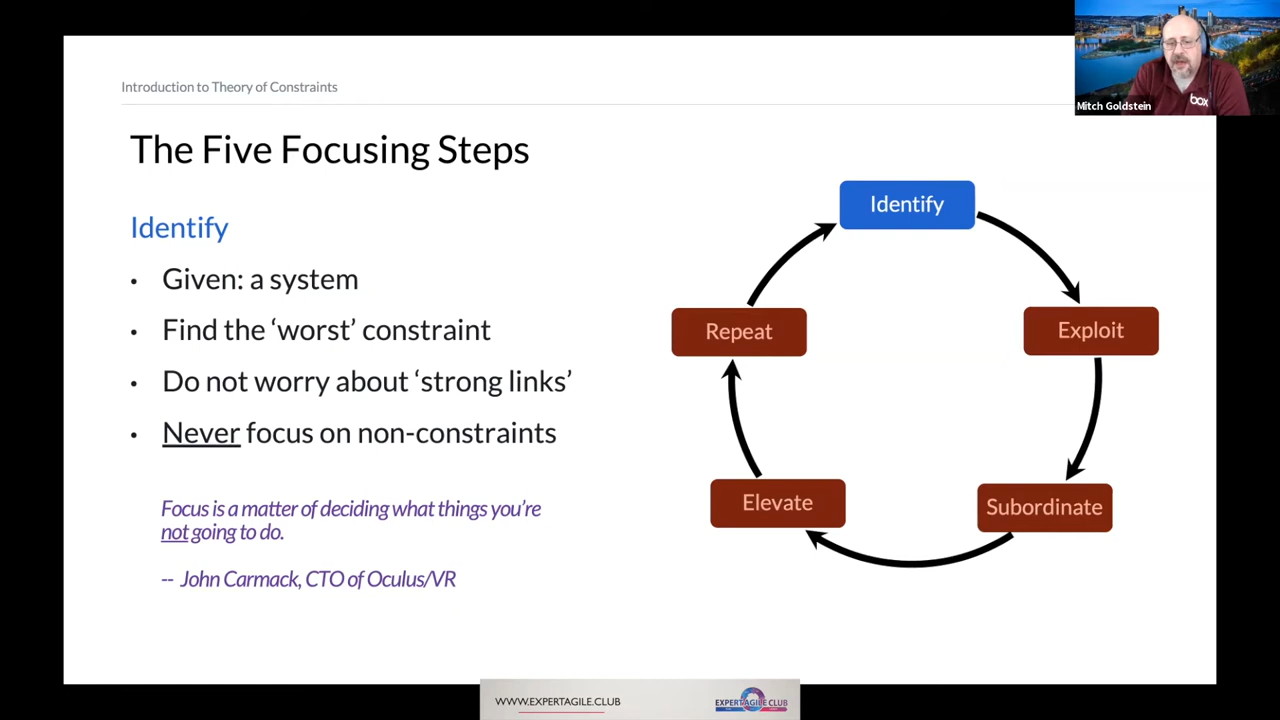 Introduction to Theory of Constraints
The Five Focusing Steps
Identify
• Given: a system
• Find the ‘worst’ constraint
• Do not worry about ‘strong links’
• Never focus on non-constraints
Focus is a matter of deciding what things you’re
not going to do.
-- John Carmack, CTO of Oculus/VR
Identify
Exploit
Subordinate
Elevate
Repeat
box
Mitch Goldstein
WWW.EXPERTAGILE.CLUB
EXPERTAGILE CLUB